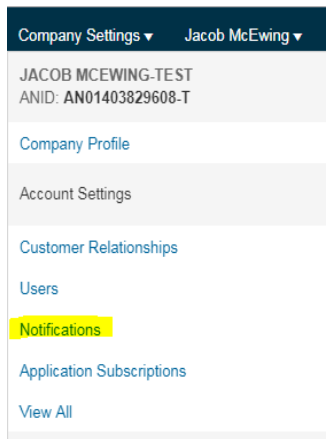 Company Settings ▾ Jacob McEwing ▾
JACOB MCEWING-TEST
ANID: AN01403829608-T
Company Profile
Account Settings
Customer Relationships
Users
Notifications
Application Subscriptions
View All